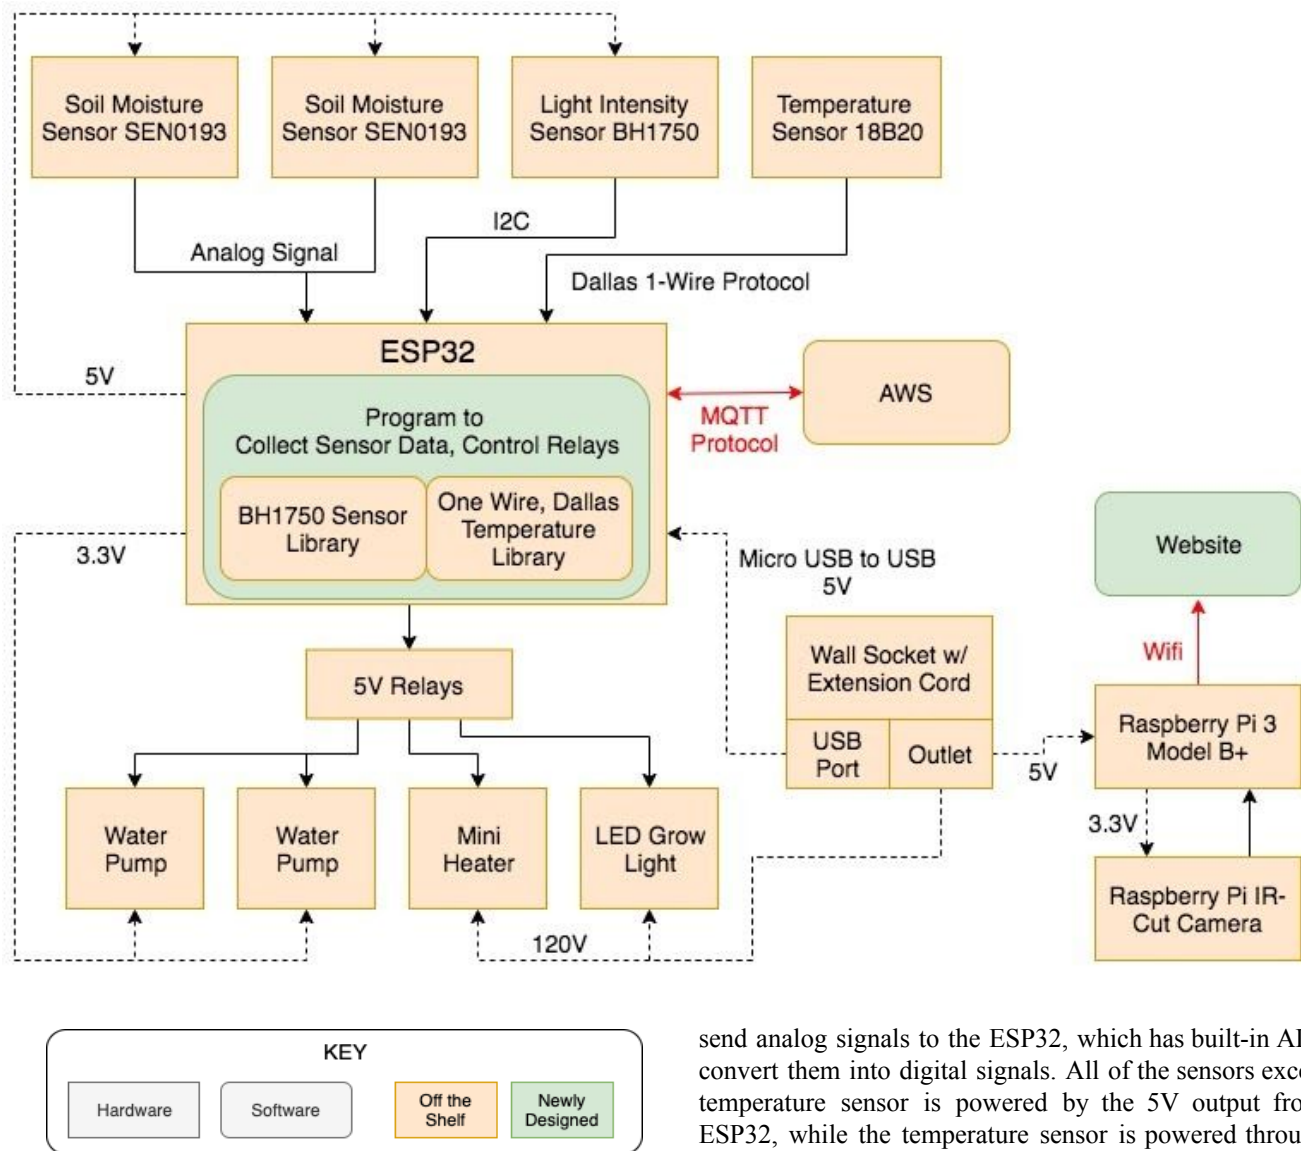 Soil Moisture
Sensor SEN0193
Soil Moisture
Sensor SEN0193
Light Intensity
Sensor BH1750
Temperature
Sensor 18B20
I2C
Analog Signal
Dallas 1-Wire Protocol
ESP32
5V
Program to
Collect Sensor Data, Control Relays
BH1750 Sensor
Library
One Wire, Dallas
Temperature
Library
MQTT
Protocol
AWS
3.3V
Micro USB to USB
5V
Website
Wifi
Wall Socket w/
Extension Cord
USB
Port
Outlet
5V
Raspberry Pi 3
Model B+
3.3V
Raspberry Pi IR-
Cut Camera
5V Relays
Water
Pump
Water
Pump
Mini
Heater
LED Grow
Light
120V
KEY
Hardware
Software
Off the
Shelf
Newly
Designed
send analog signals to the ESP32, which has built-in
convert them into digital signals. All of the sensors
temperature sensor is powered by the 5V output
ESP32, while the temperature sensor is powered